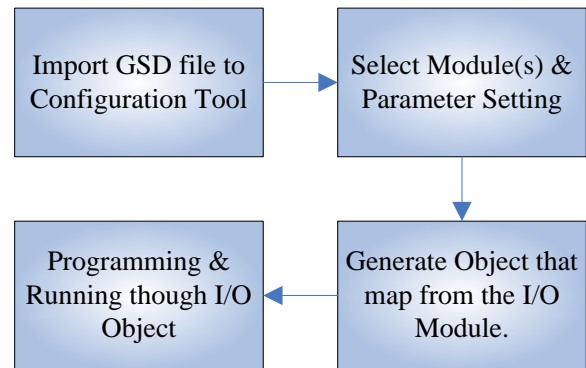 Import GSD file to
Configuration Tool
Select Module(s) &
Parameter Setting
Generate Object that
map from the I/O
Module.
Programming &
Running though I/O
Object